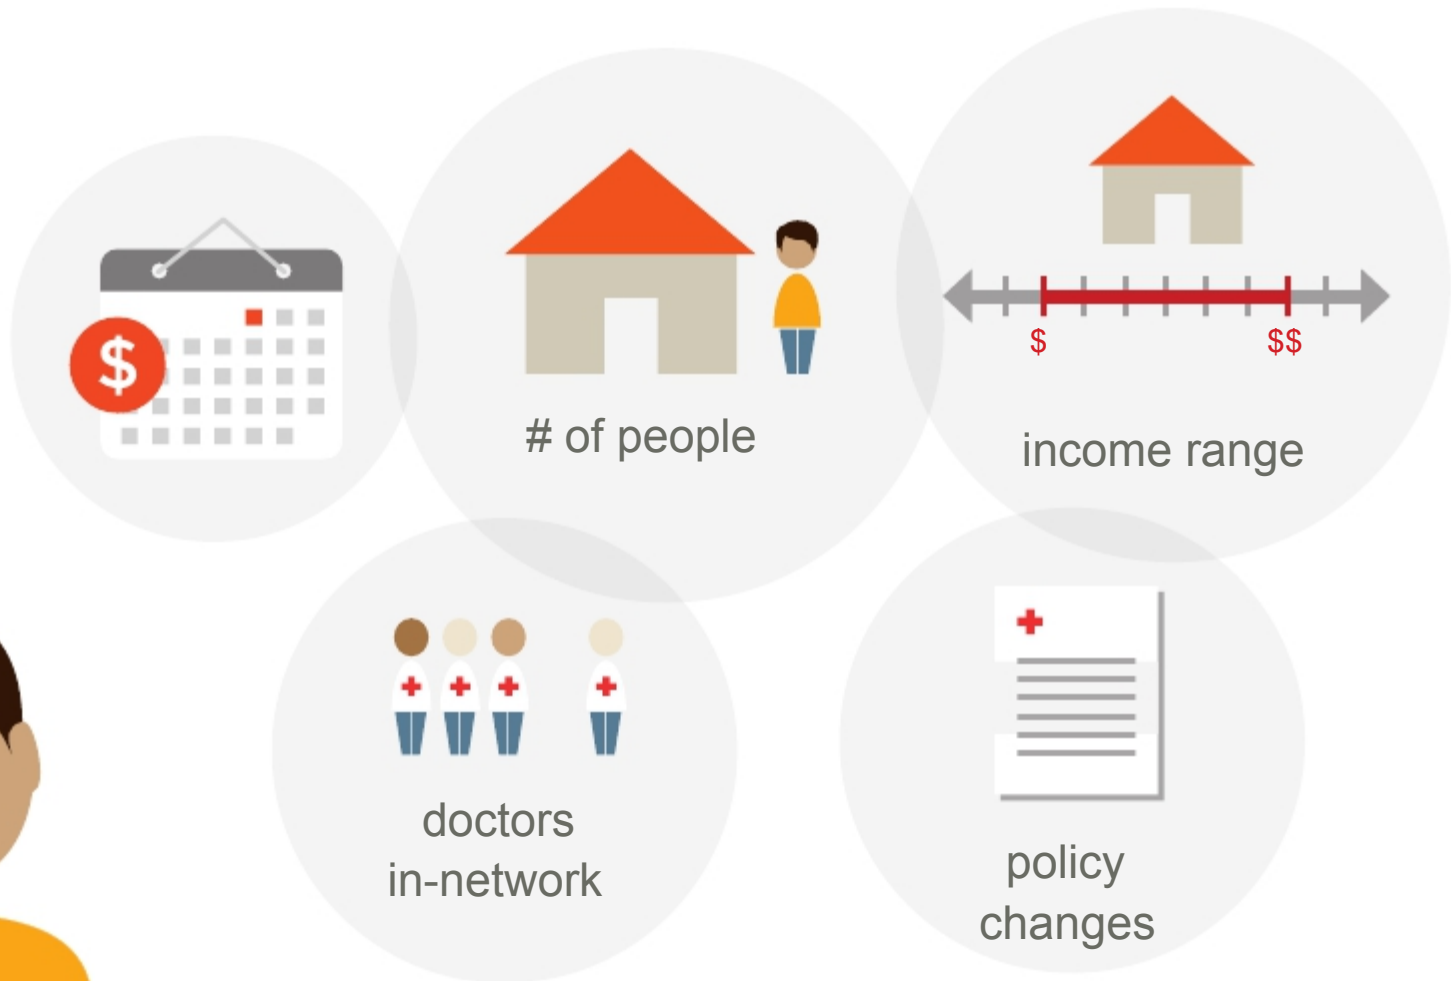 $
# of people
$ $$
income range
doctors
in-network
policy
changes